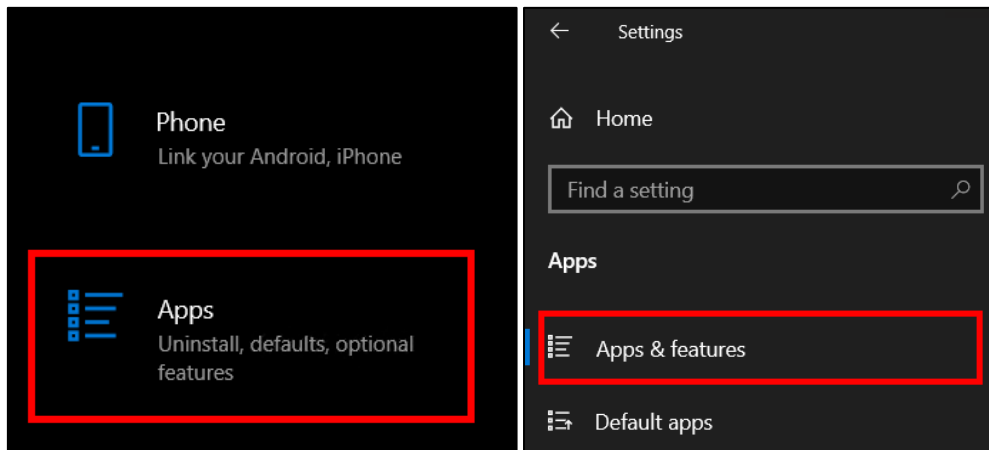 Phone
Link your Android, iPhone
Apps
Uninstall, defaults, optional
features
Settings
Home
Find a setting
Apps
Apps & features
Default apps